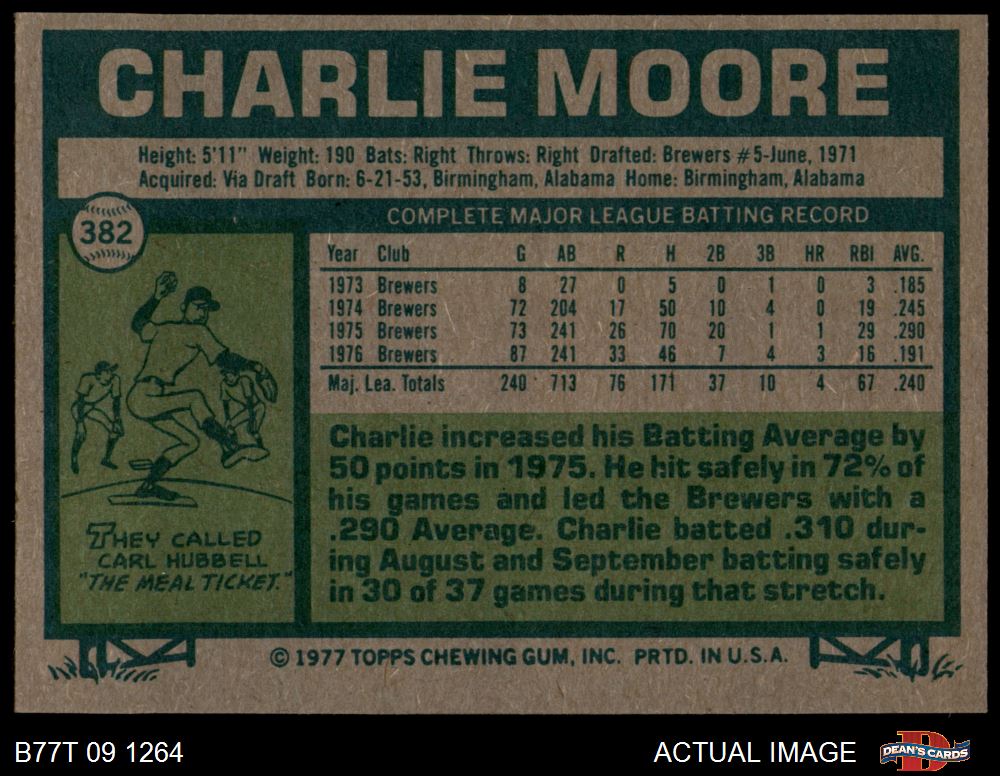 CHARLIE MOORE
Height: 5'11" Weight: 190 Bats: Right Throws: Right Drafted: Brewers #5-June, 1971
Acquired: Via Draft Born: 6-21-53, Birmingham, Alabama Home: Birmingham, Alabama
382
COMPLETE MAJOR LEAGUE BATTING RECORD
Year Club G AB R H 2B 3B HR RBI AVG.
1973 Brewers 8 27 0 5 0 1 0 3 .185
1974 Brewers 72 204 17 50 10 4 0 19 .245
1975 Brewers 73 241 26 70 20 1 1 29 .290
1976 Brewers 87 241 33 46 7 4 3 16 .191
Maj. Lea. Totals 240 713 76 171 37 10 4 67 .240
THEY CALLED
CARL HUBBELL
"THE MEAL TICKET."
Charlie increased his Batting Average by
50 points in 1975. He hit safely in 72% of
his games and led the Brewers with a
.290 Average. Charlie batted .310 dur-
ing August and September batting safely
in 30 of 37 games during that stretch.
© 1977 TOPPS CHEWING GUM, INC. PRTD. IN U.S.A.
B77T 09 1264
ACTUAL IMAGE
D
DEAN'S CARDS